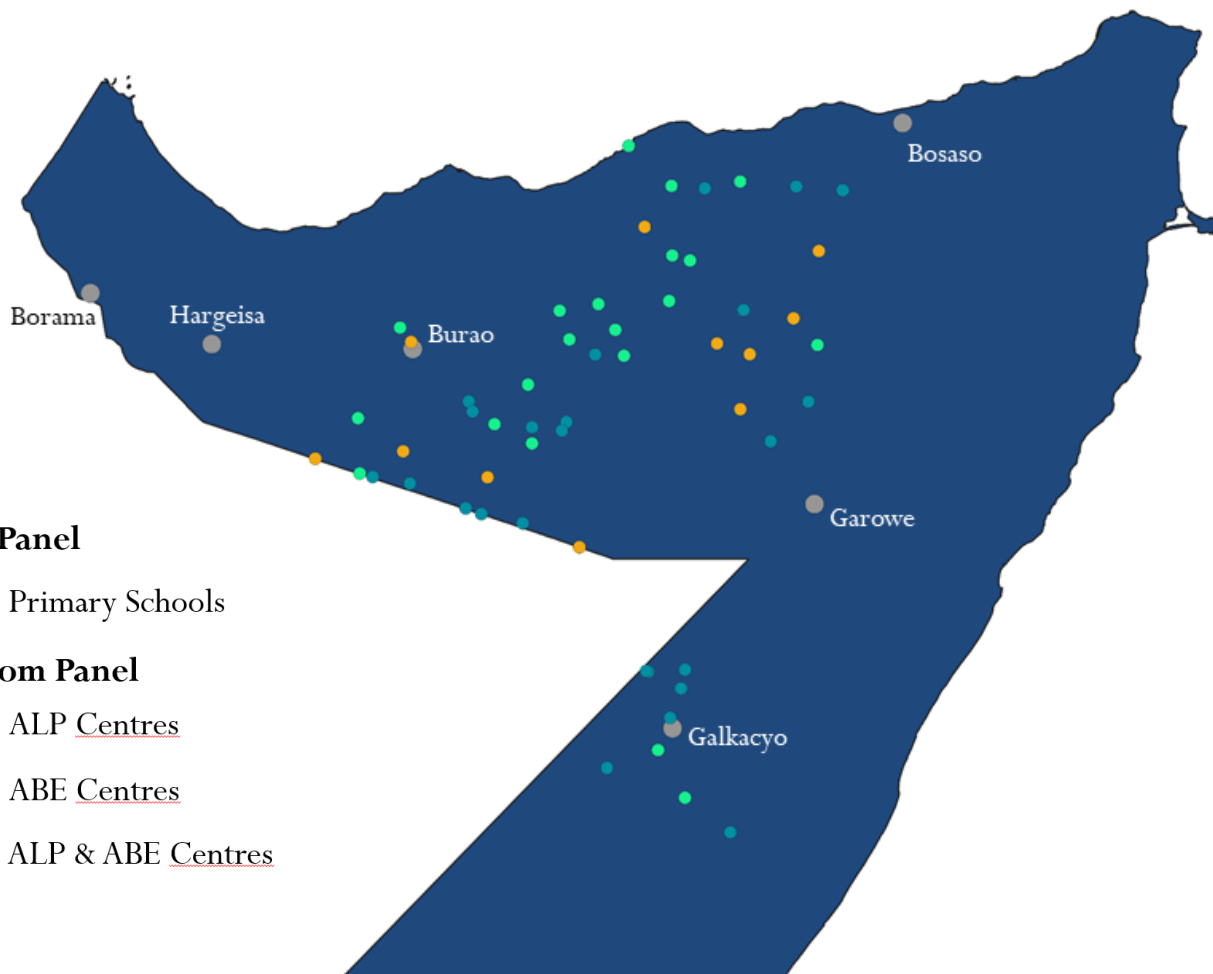 Bosaso
Borama
Hargeisa
Burao
Garowe
Panel
Primary Schools
om Panel
ALP Centres
Galkacyo
ABE Centres
ALP & ABE Centres